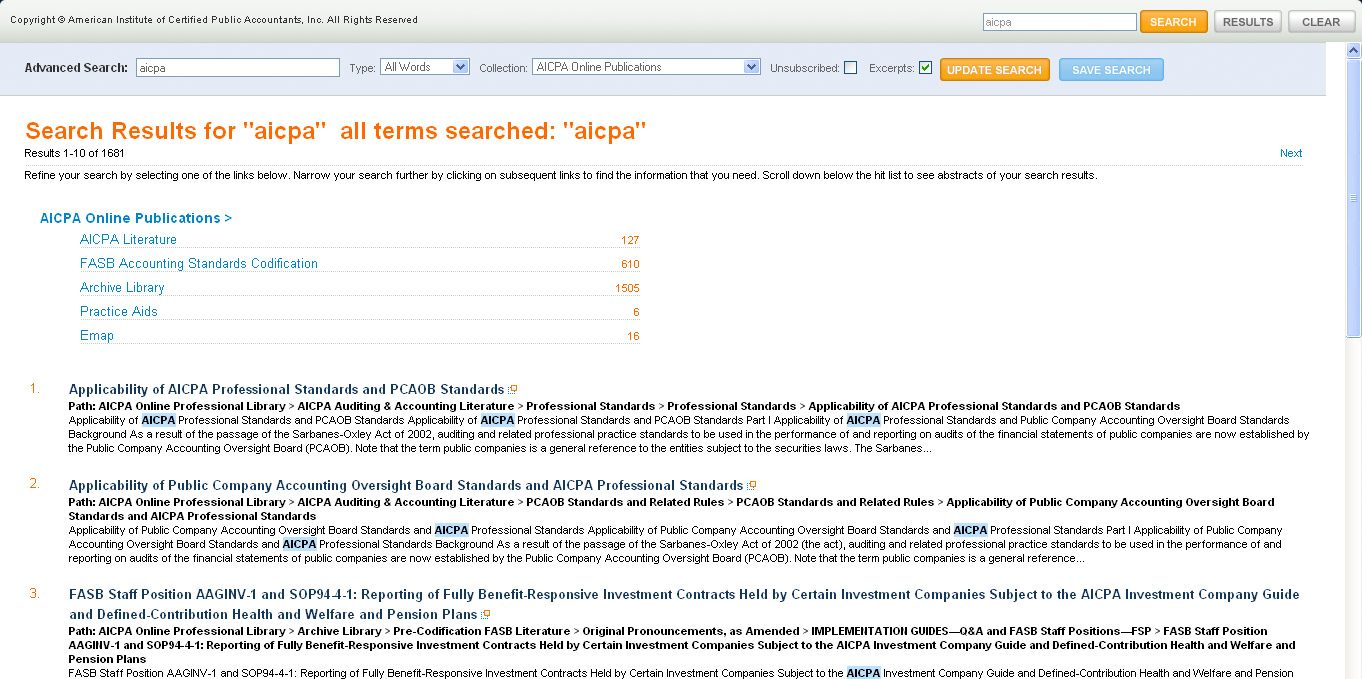 Copyright © American Institute of Certified Public Accountants, Inc. All Rights Reserved
aicpa SEARCH RESULTS CLEAR
Advanced Search: aicpa Type: All Words Collection: AICPA Online Publications Unsubscribed: Excerpts: UPDATE SEARCH SAVE SEARCH
Search Results for "aicpa" all terms searched: "aicpa"
Results 1-10 of 1681 Next
Refine your search by selecting one of the links below. Narrow your search further by clicking on subsequent links to find the information that you need. Scroll down below the hit list to see abstracts of your search results.
AICPA Online Publications >
AICPA Literature 127
FASB Accounting Standards Codification 610
Archive Library 1505
Practice Aids 6
Emap 16
1. Applicability of AICPA Professional Standards and PCAOB Standards
Path: AICPA Online Professional Library > AICPA Auditing & Accounting Literature > Professional Standards > Professional Standards > Applicability of AICPA Professional Standards and PCAOB Standards
Applicability of AICPA Professional Standards and PCAOB Standards Applicability of AICPA Professional Standards and PCAOB Standards Part I Applicability of AICPA Professional Standards and Public Company Accounting Oversight Board Standards
Background As a result of the passage of the Sarbanes-Oxley Act of 2002, auditing and related professional practice standards to be used in the performance of and reporting on audits of the financial statements of public companies are now established by
the Public Company Accounting Oversight Board (PCAOB). Note that the term public companies is a general reference to the entities subject to the securities laws. The Sarbanes...
2. Applicability of Public Company Accounting Oversight Board Standards and AICPA Professional Standards
Path: AICPA Online Professional Library > AICPA Auditing & Accounting Literature > PCAOB Standards and Related Rules > PCAOB Standards and Related Rules > Applicability of Public Company Accounting Oversight Board
Standards and AICPA Professional Standards
Applicability of Public Company Accounting Oversight Board Standards and AICPA Professional Standards Applicability of Public Company Accounting Oversight Board Standards and AICPA Professional Standards Part I Applicability of Public Company
Accounting Oversight Board Standards and AICPA Professional Standards Background As a result of the passage of the Sarbanes-Oxley Act of 2002 (the act), auditing and related professional practice standards to be used in the performance of and
reporting on audits of the financial statements of public companies are now established by the Public Company Accounting Oversight Board (PCAOB). Note that the term public companies is a general reference...
3. FASB Staff Position AAGINV-1 and SOP94-4-1: Reporting of Fully Benefit-Responsive Investment Contracts Held by Certain Investment Companies Subject to the AICPA Investment Company Guide
and Defined-Contribution Health and Welfare and Pension Plans
Path: AICPA Online Professional Library > Archive Library > Pre-Codification FASB Literature > Original Pronouncements, as Amended > IMPLEMENTATION GUIDES—Q&A and FASB Staff Positions—FSP > FASB Staff Position
AAGINV-1 and SOP94-4-1: Reporting of Fully Benefit-Responsive Investment Contracts Held by Certain Investment Companies Subject to the AICPA Investment Company Guide and Defined-Contribution Health and Welfare and
Pension Plans
FASB Staff Position AAGINV-1 and SOP94-4-1: Reporting of Fully Benefit-Responsive Investment Contracts Held by Certain Investment Companies Subject to the AICPA Investment Company Guide and Defined-Contribution Health and Welfare and Pension